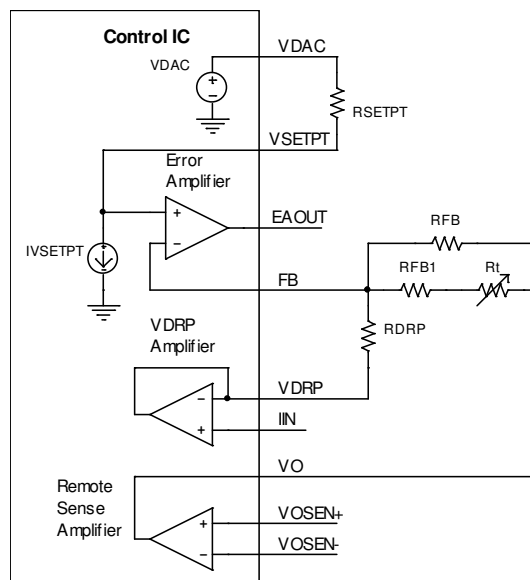 Control IC
VDAC
VDAC
+
−
RSETPT
VSETPT
Error
Amplifier
+
−
EAOUT
IVSETPT
RFB
FB
RFB1
Rt
VDRP
Amplifier
RDRP
−
VDRP
+
IIN
VO
Remote
Sense
Amplifier
+
VOSEN+
−
VOSEN-